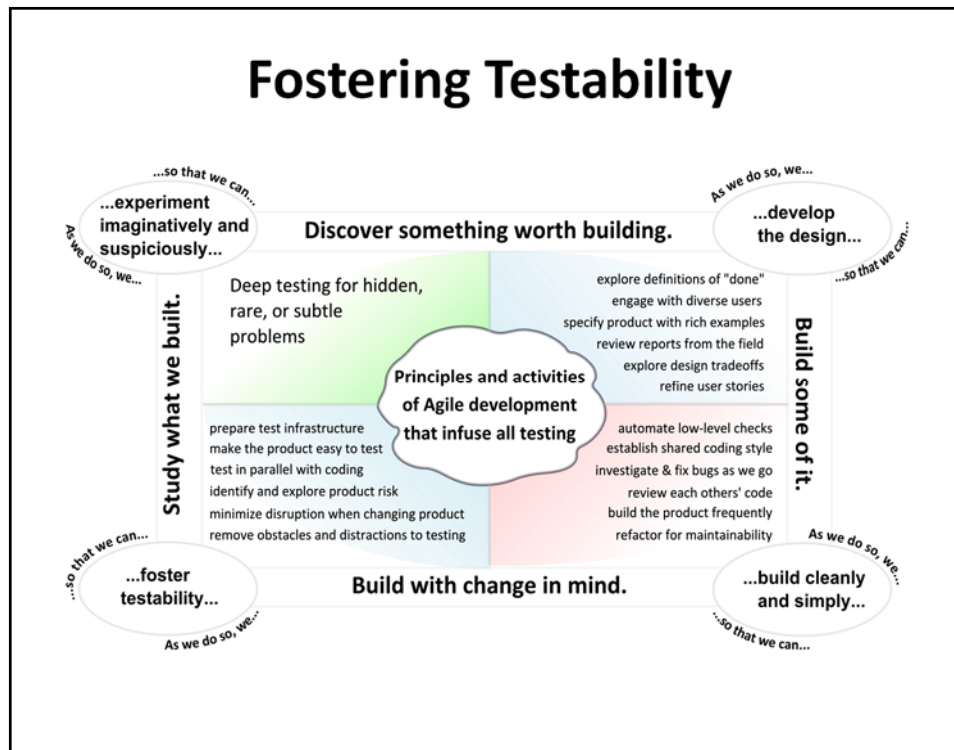 Fostering Testability
...so that we can...
...experiment
imaginatively and
suspiciously...
As we do so, we...
As we do so, we...
...develop
the design...
...so that we can...
Discover something worth building.
Study what we built.
Deep testing for hidden,
rare, or subtle
problems
explore definitions of "done"
engage with diverse users
specify product with rich examples
review reports from the field
explore design tradeoffs
refine user stories
Build some of it.
Principles and activities
of Agile development
that infuse all testing
prepare test infrastructure
make the product easy to test
test in parallel with coding
identify and explore product risk
minimize disruption when changing product
remove obstacles and distractions to testing
automate low-level checks
establish shared coding style
investigate & fix bugs as we go
review each others' code
build the product frequently
refactor for maintainability
...so that we can...
...foster
testability...
As we do so, we...
Build with change in mind.
As we do so, we...
...build cleanly
and simply...
...so that we can...